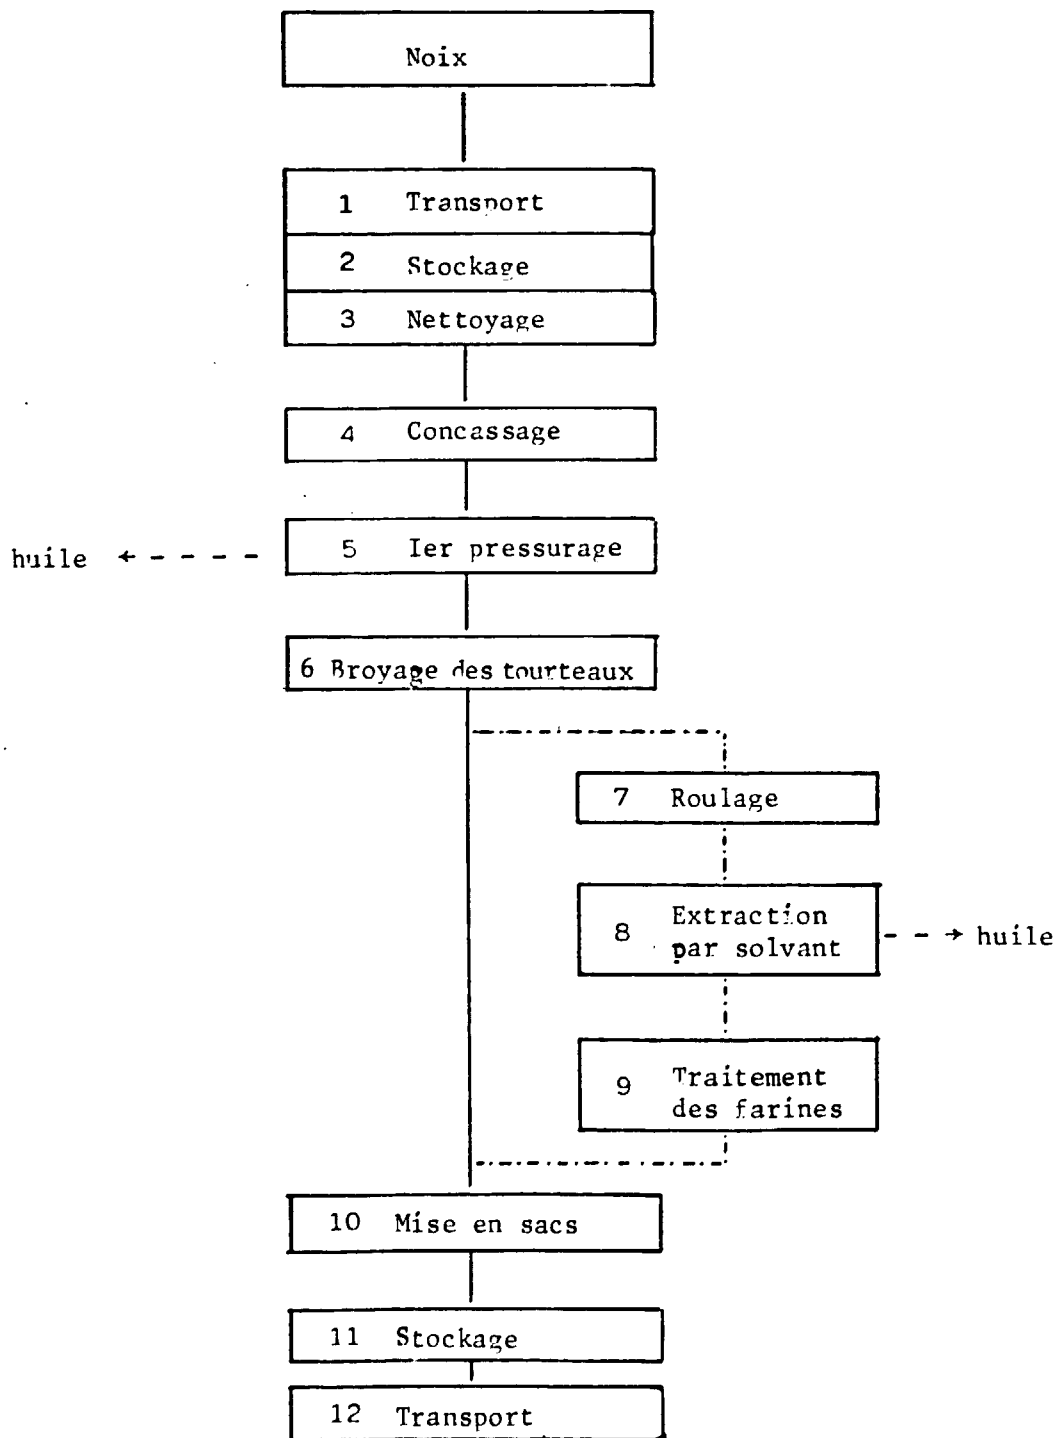 Noix
1 Transport
2 Stockage
3 Nettoyage
4 Concassage
huile
5 Ier pressurage
6 Broyage des tourteaux
7 Roulage
8 Extraction
par solvant
huile
9 Traitement
des farines
10 Mise en sacs
11 Stockage
12 Transport